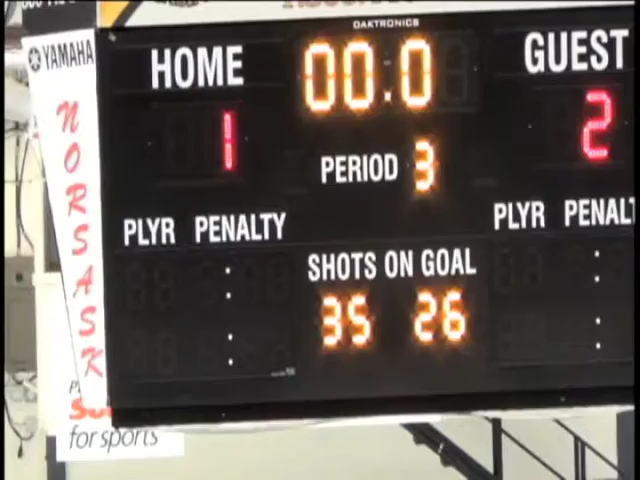 DAKTRONICS
YAMAHA
HOME 00:0 GUEST
1 2
PERIOD 3
NORSASK
PLYR PENALTY PLYR PENALT
SHOTS ON GOAL
35 26
for sports